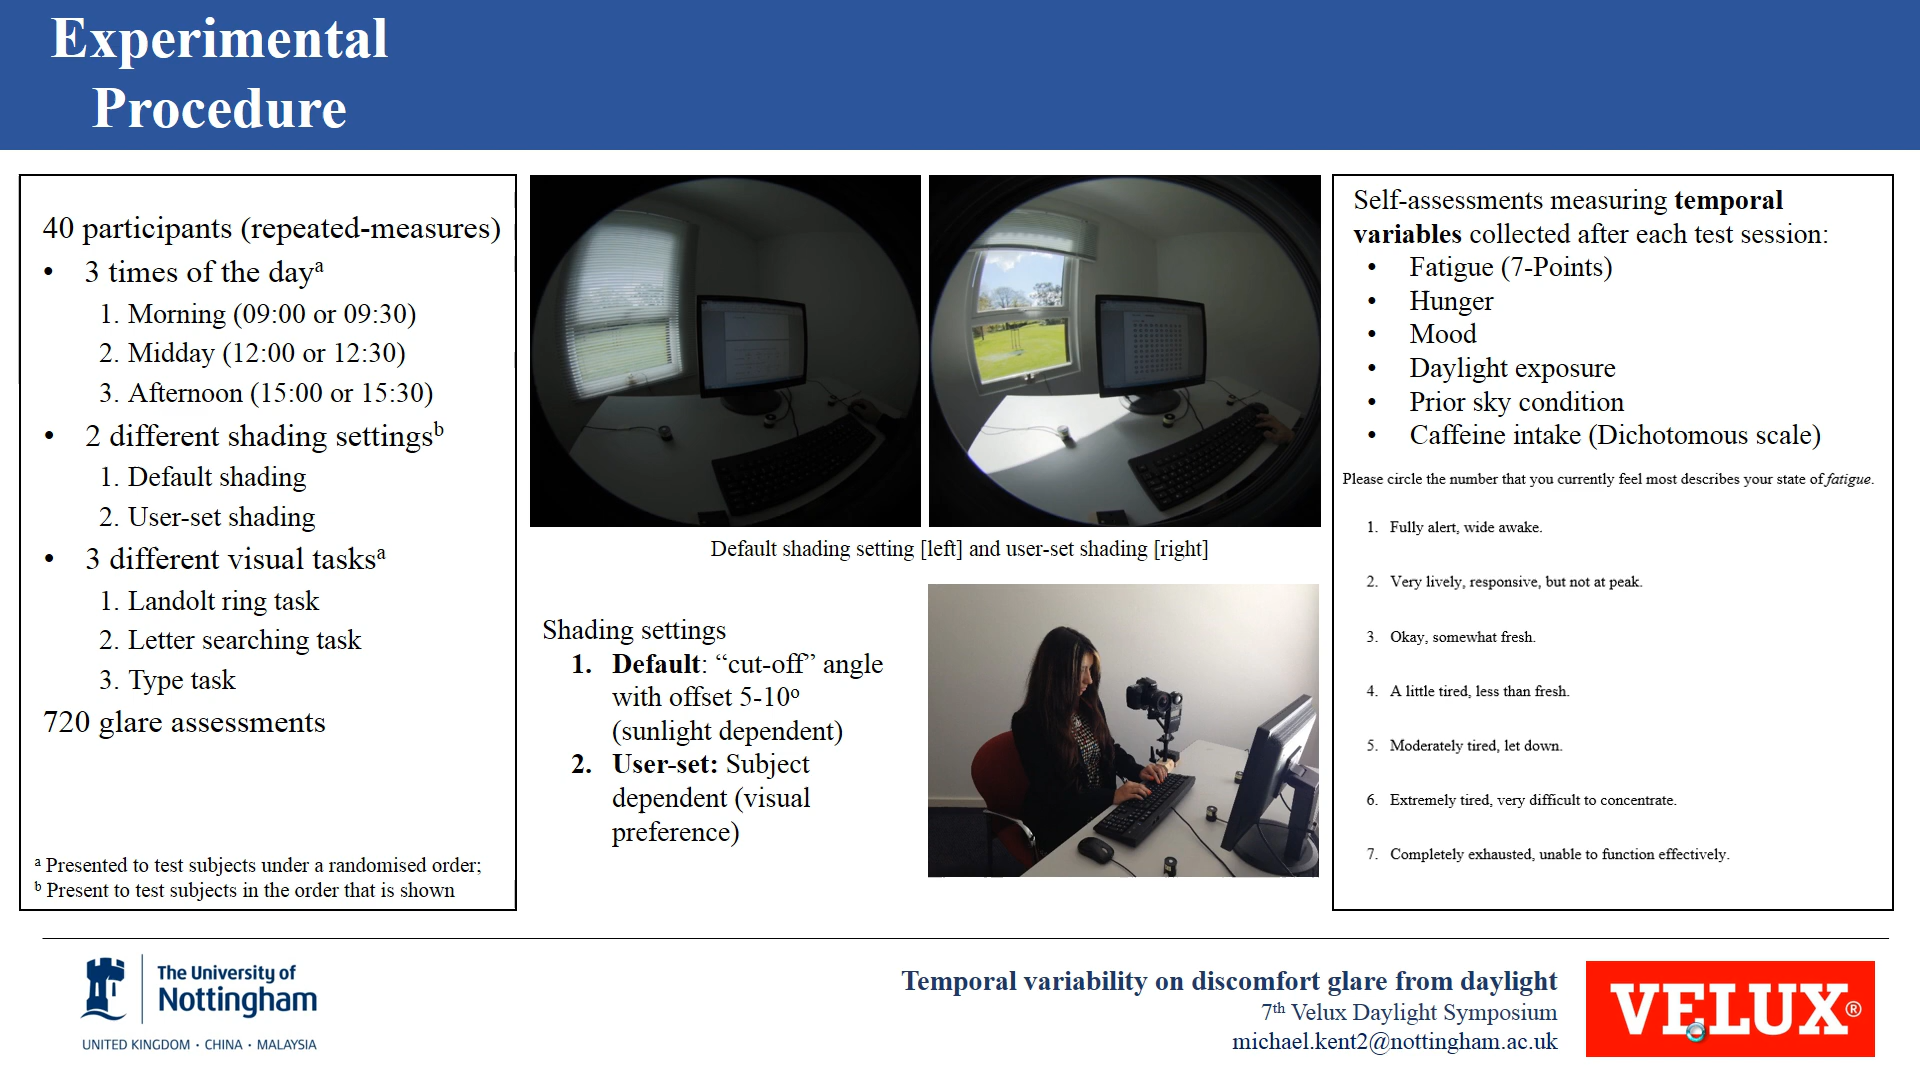 Experimental
Procedure
40 participants (repeated-measures)
• 3 times of the dayᵃ
1. Morning (09:00 or 09:30)
2. Midday (12:00 or 12:30)
3. Afternoon (15:00 or 15:30)
• 2 different shading settingsᵇ
1. Default shading
2. User-set shading
• 3 different visual tasksᵃ
1. Landolt ring task
2. Letter searching task
3. Type task
720 glare assessments
ᵃ Presented to test subjects under a randomised order;
ᵇ Present to test subjects in the order that is shown
Default shading setting [left] and user-set shading [right]
Shading settings
1. Default: “cut-off” angle
with offset 5-10º
(sunlight dependent)
2. User-set: Subject
dependent (visual
preference)
Self-assessments measuring temporal
variables collected after each test session:
• Fatigue (7-Points)
• Hunger
• Mood
• Daylight exposure
• Prior sky condition
• Caffeine intake (Dichotomous scale)
Please circle the number that you currently feel most describes your state of fatigue.
1. Fully alert, wide awake.
2. Very lively, responsive, but not at peak.
3. Okay, somewhat fresh.
4. A little tired, less than fresh.
5. Moderately tired, let down.
6. Extremely tired, very difficult to concentrate.
7. Completely exhausted, unable to function effectively.
The University of
Nottingham
UNITED KINGDOM · CHINA · MALAYSIA
Temporal variability on discomfort glare from daylight
7ᵗʰ Velux Daylight Symposium
michael.kent2@nottingham.ac.uk
VELUX®